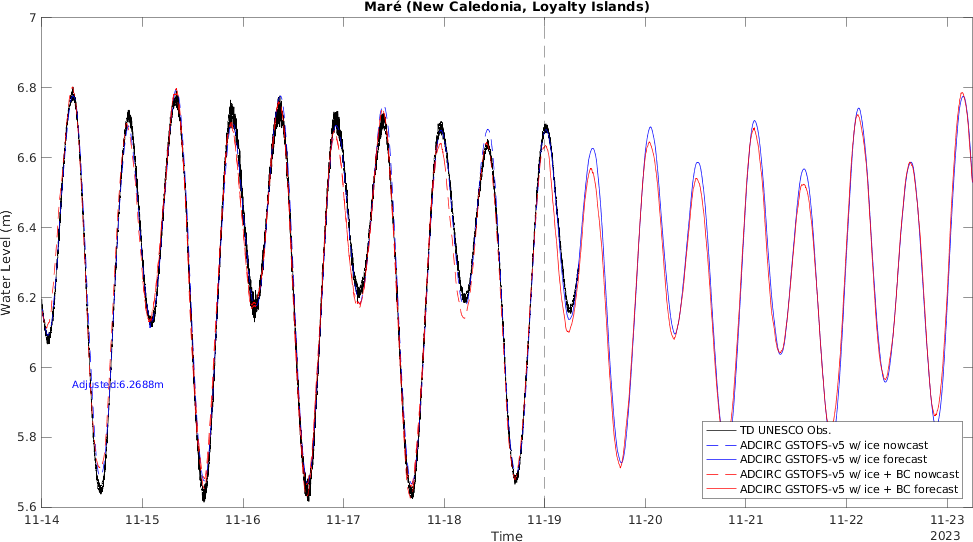 Maré (New Caledonia, Loyalty Islands)
7
6.8
6.6
6.4
6.2
6
5.8
5.6
Water Level (m)
Adjusted:6.2688m
TD UNESCO Obs.
ADCIRC GSTOFS-v5 w/ ice nowcast
ADCIRC GSTOFS-v5 w/ ice forecast
ADCIRC GSTOFS-v5 w/ ice + BC nowcast
ADCIRC GSTOFS-v5 w/ ice + BC forecast
11-14 11-15 11-16 11-17 11-18 11-19 11-20 11-21 11-22 11-23
Time 2023